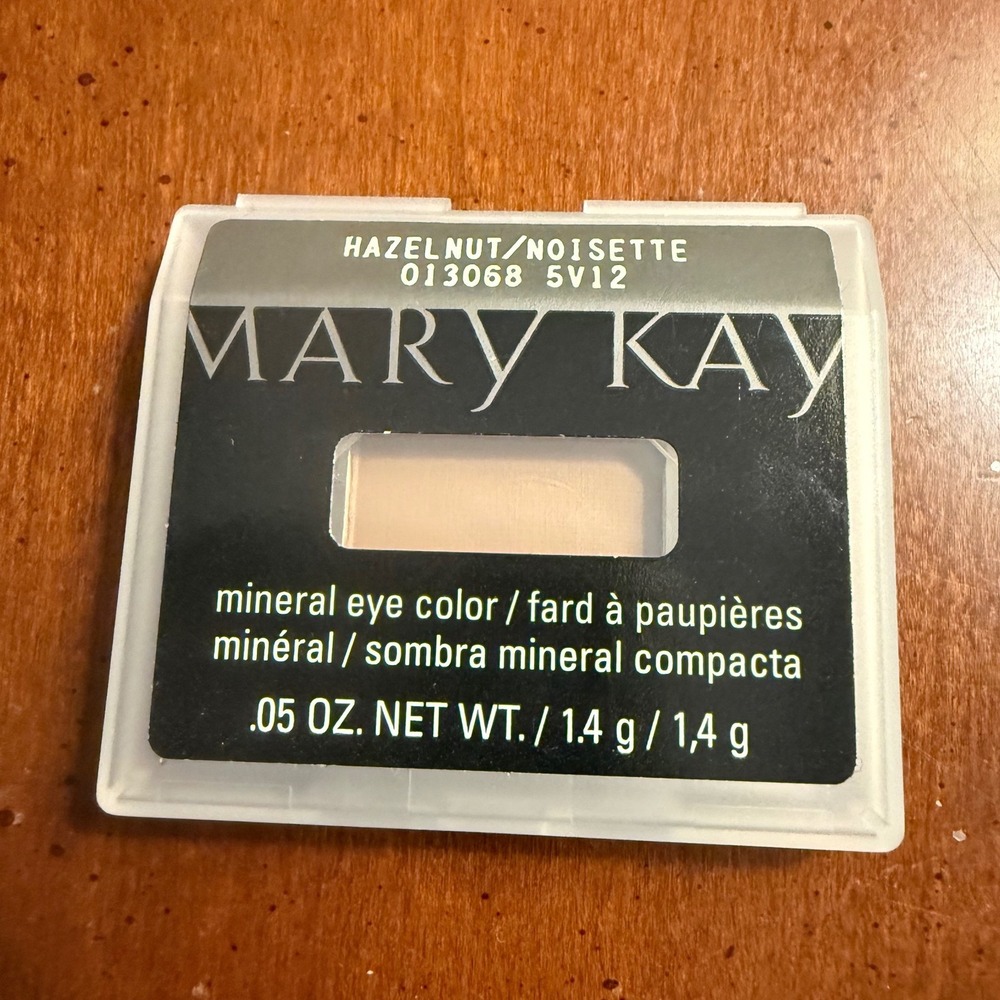 HAZELNUT/NOISETTE
013068 5V12
MARY KAY
mineral eye color / fard à paupières
minéral / sombra mineral compacta
.05 OZ. NET WT. / 1.4 g / 1,4 g